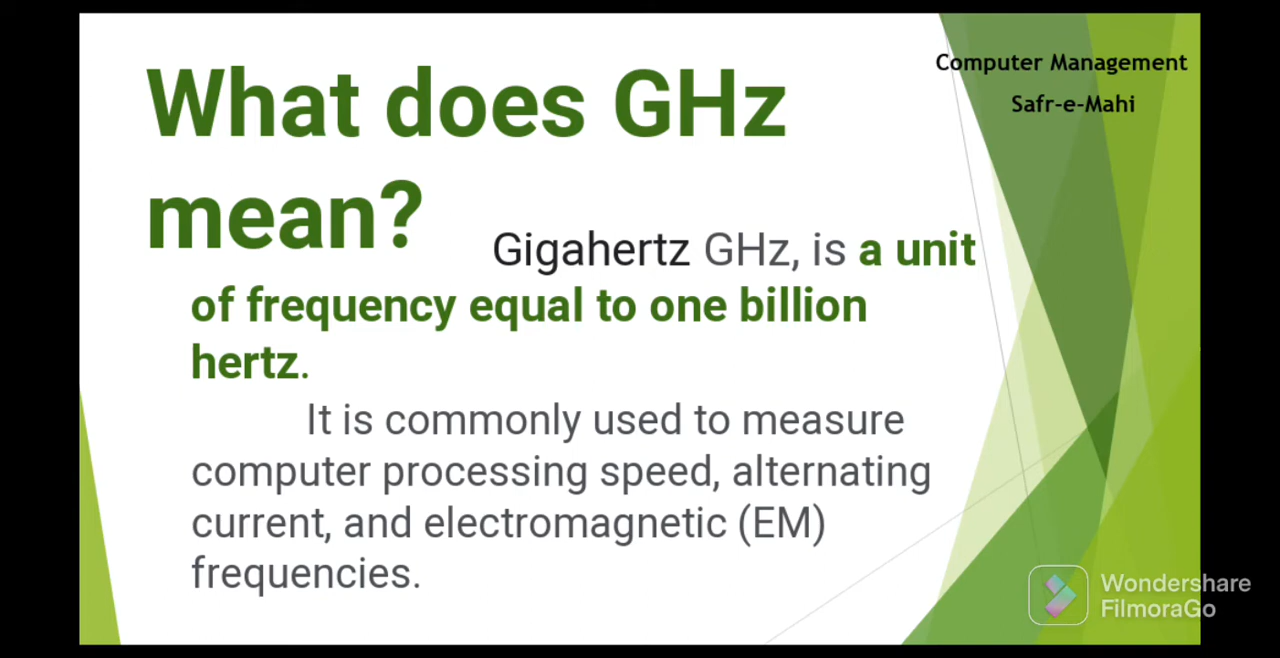 What does GHz
mean?
Computer Management
Safr-e-Mahi
Gigahertz GHz, is a unit
of frequency equal to one billion
hertz.
It is commonly used to measure
computer processing speed, alternating
current, and electromagnetic (EM)
frequencies.
Wondershare
FilmoraGo